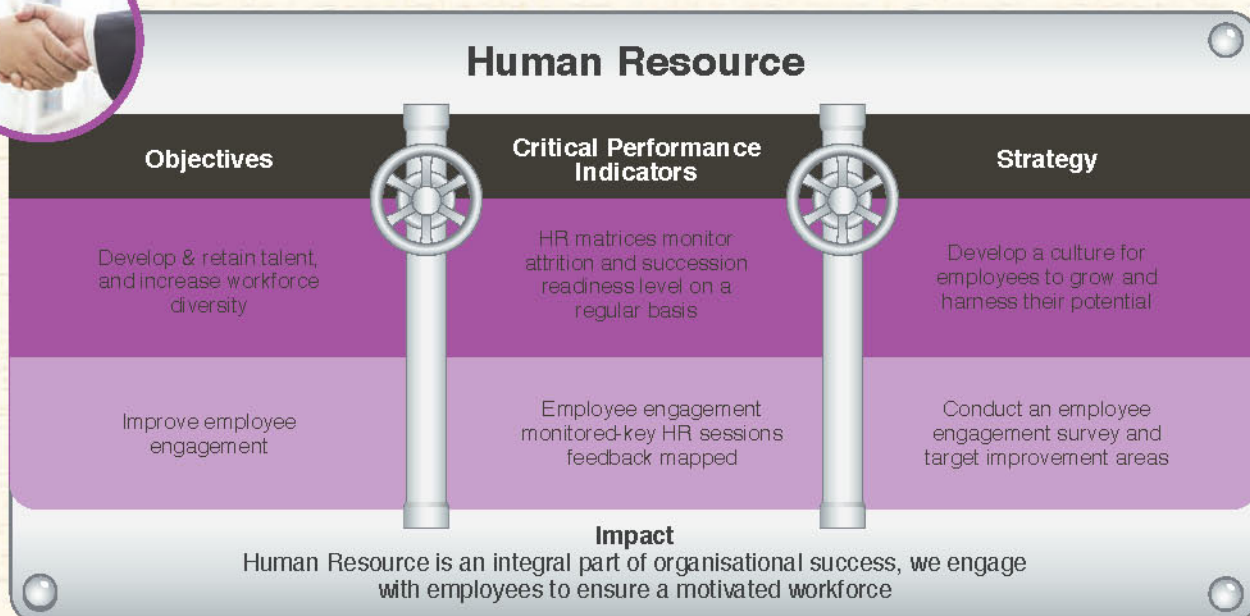 Human Resource
Objectives
Critical Performance
Indicators
Strategy
Develop & retain talent,
and increase workforce
diversity
HR matrices monitor
attrition and succession
readiness level on a
regular basis
Develop a culture for
employees to grow and
harness their potential
Improve employee
engagement
Employee engagement
monitored-key HR sessions
feedback mapped
Conduct an employee
engagement survey and
target improvement areas
Impact
Human Resource is an integral part of organisational success, we engage
with employees to ensure a motivated workforce